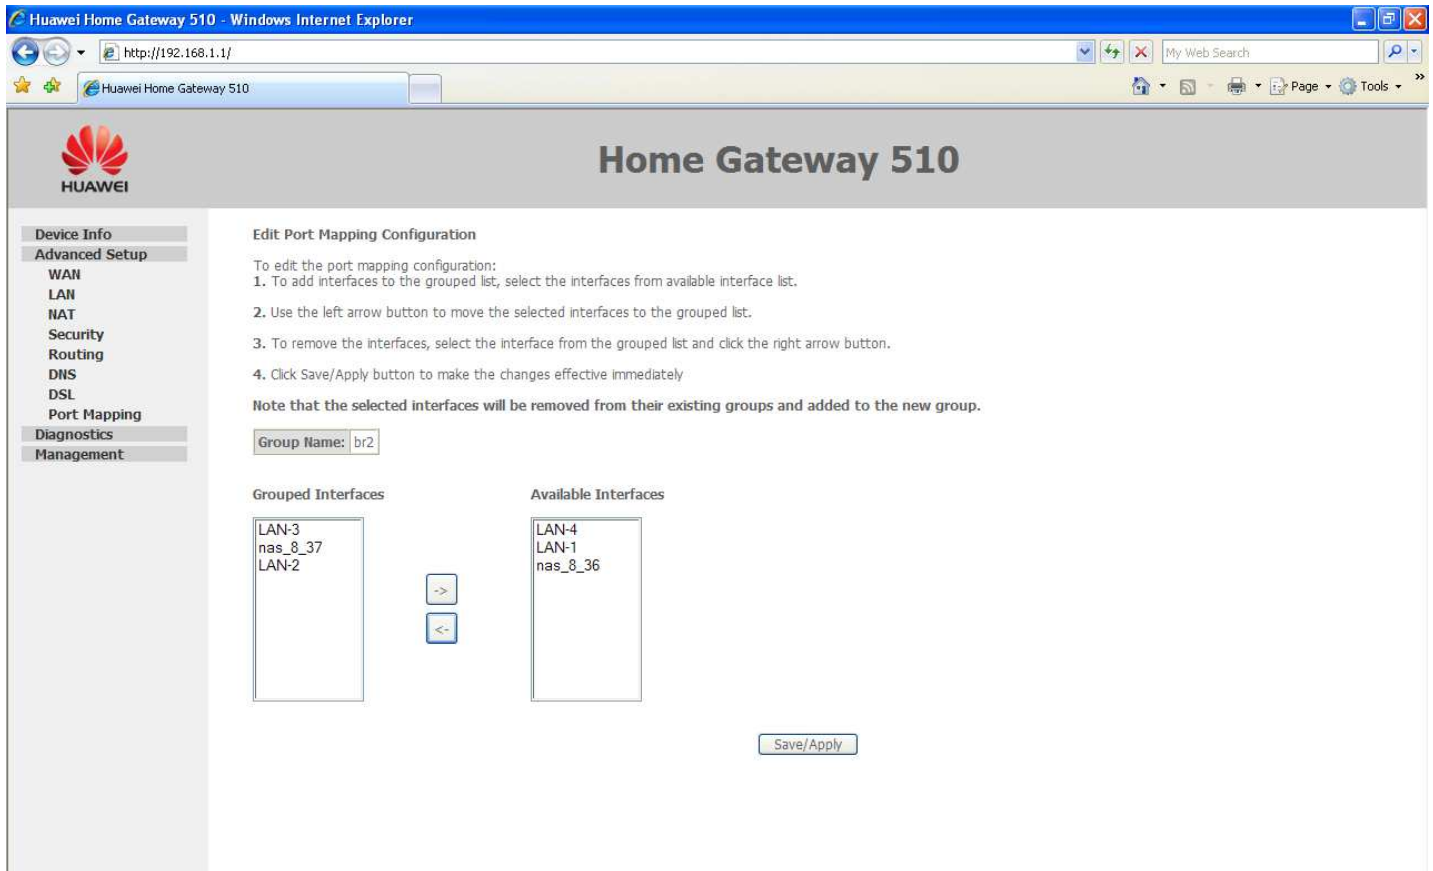 Huawei Home Gateway 510 - Windows Internet Explorer
http://192.168.1.1/
My Web Search
Huawei Home Gateway 510
Page
Tools
»
HUAWEI
Home Gateway 510
Device Info
Advanced Setup
WAN
LAN
NAT
Security
Routing
DNS
DSL
Port Mapping
Diagnostics
Management
Edit Port Mapping Configuration
To edit the port mapping configuration:
1. To add interfaces to the grouped list, select the interfaces from available interface list.
2. Use the left arrow button to move the selected interfaces to the grouped list.
3. To remove the interfaces, select the interface from the grouped list and click the right arrow button.
4. Click Save/Apply button to make the changes effective immediately
Note that the selected interfaces will be removed from their existing groups and added to the new group.
Group Name: br2
Grouped Interfaces
LAN-3
nas_8_37
LAN-2
->
<-
Available Interfaces
LAN-4
LAN-1
nas_8_36
Save/Apply